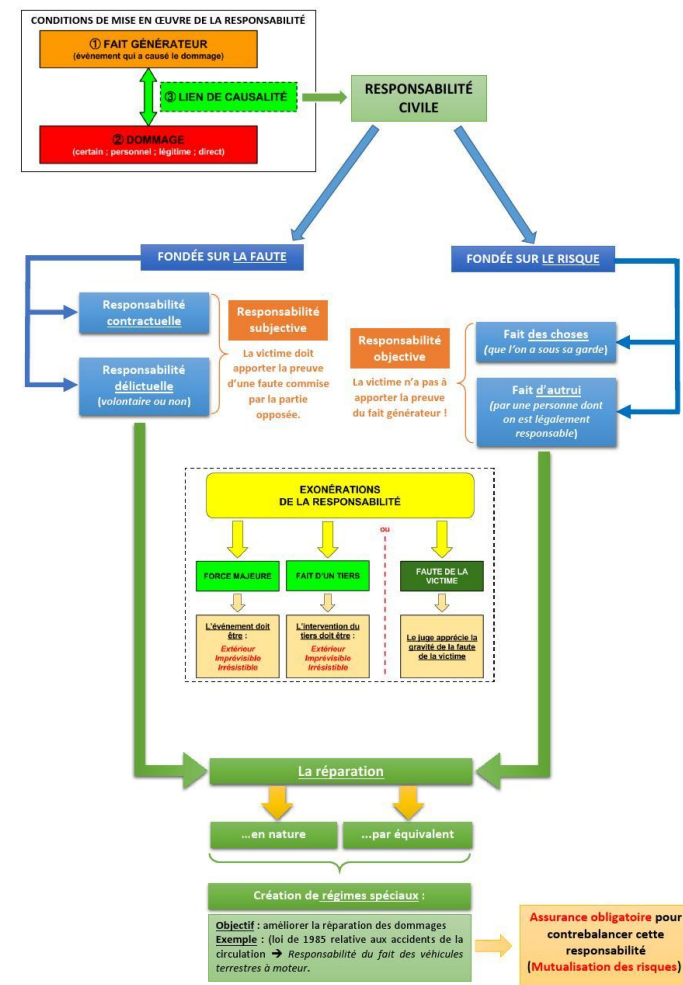 CONDITIONS DE MISE EN ŒUVRE DE LA RESPONSABILITÉ
① FAIT GÉNÉRATEUR
(événement qui a causé le dommage)
③ LIEN DE CAUSALITÉ
② DOMMAGE
(certain ; personnel ; légitime ; direct)
RESPONSABILITÉ
CIVILE
FONDÉE SUR LA FAUTE
FONDÉE SUR LE RISQUE
Responsabilité
contractuelle
Responsabilité
délictuelle
(volontaire ou non)
Responsabilité
subjective
La victime doit
apporter la preuve
d'une faute commise
par la partie
opposée.
Responsabilité
objective
La victime n'a pas à
apporter la preuve
du fait générateur !
Fait des choses
(que l'on a sous sa garde)
Fait d'autrui
(par une personne dont
on est légalement
responsable)
EXONÉRATIONS
DE LA RESPONSABILITÉ
ou
FORCE MAJEURE
FAIT D'UN TIERS
FAUTE DE LA
VICTIME
L'événement doit
être :
Extérieur
Imprévisible
Irrésistible
L'intervention du
tiers doit être :
Extérieur
Imprévisible
Irrésistible
Le juge apprécie la
gravité de la faute
de la victime
La réparation
...en nature
...par équivalent
Création de régimes spéciaux :
Objectif : améliorer la réparation des dommages
Exemple : (loi de 1985 relative aux accidents de la
circulation ➔ Responsabilité du fait des véhicules
terrestres à moteur.
Assurance obligatoire pour
contrebalancer cette
responsabilité
(Mutualisation des risques)